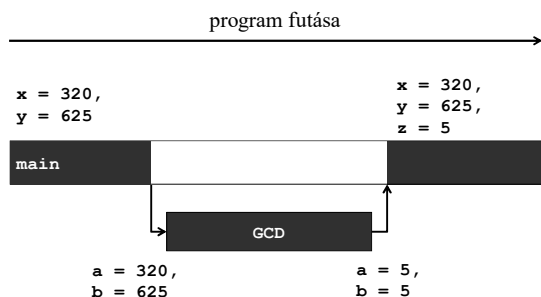 program futása
x = 320,
y = 625
x = 320,
y = 625,
z = 5
main
GCD
a = 320,
b = 625
a = 5,
b = 5